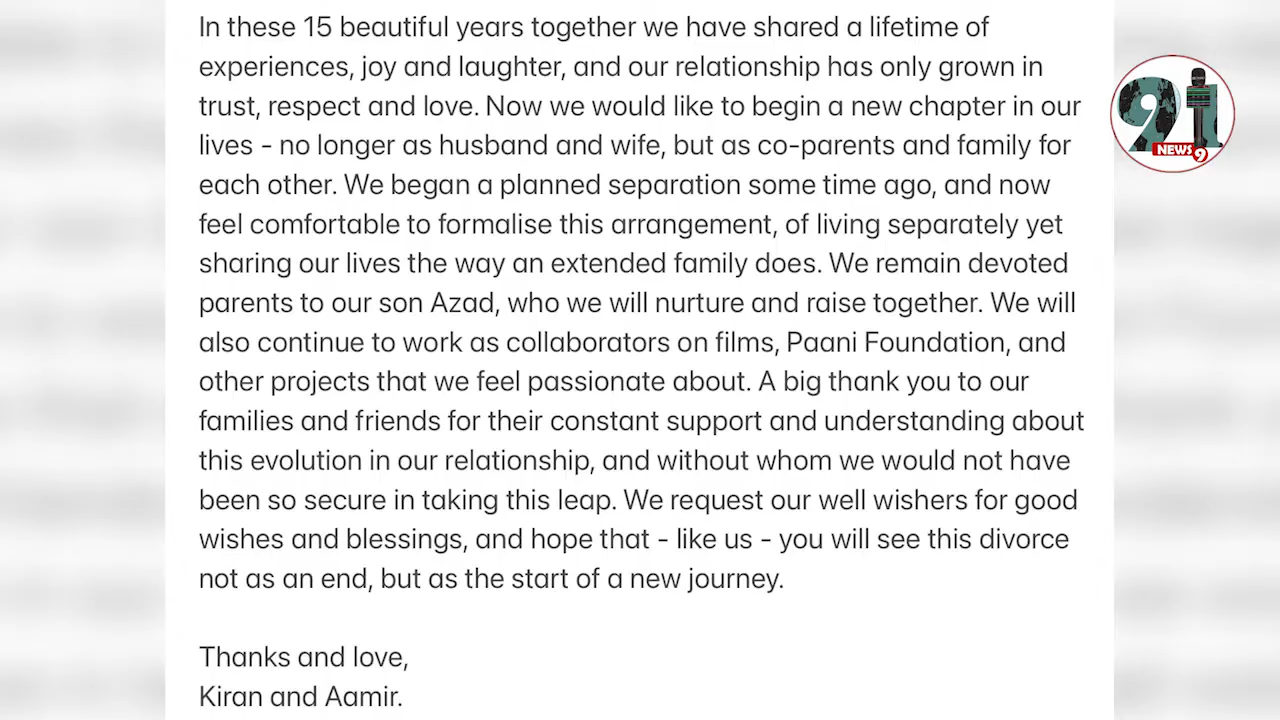 In these 15 beautiful years together we have shared a lifetime of
experiences, joy and laughter, and our relationship has only grown in
trust, respect and love. Now we would like to begin a new chapter in our
lives - no longer as husband and wife, but as co-parents and family for
each other. We began a planned separation some time ago, and now
feel comfortable to formalise this arrangement, of living separately yet
sharing our lives the way an extended family does. We remain devoted
parents to our son Azad, who we will nurture and raise together. We will
also continue to work as collaborators on films, Paani Foundation, and
other projects that we feel passionate about. A big thank you to our
families and friends for their constant support and understanding about
this evolution in our relationship, and without whom we would not have
been so secure in taking this leap. We request our well wishers for good
wishes and blessings, and hope that - like us - you will see this divorce
not as an end, but as the start of a new journey.
Thanks and love,
Kiran and Aamir.
91
NEWS 9